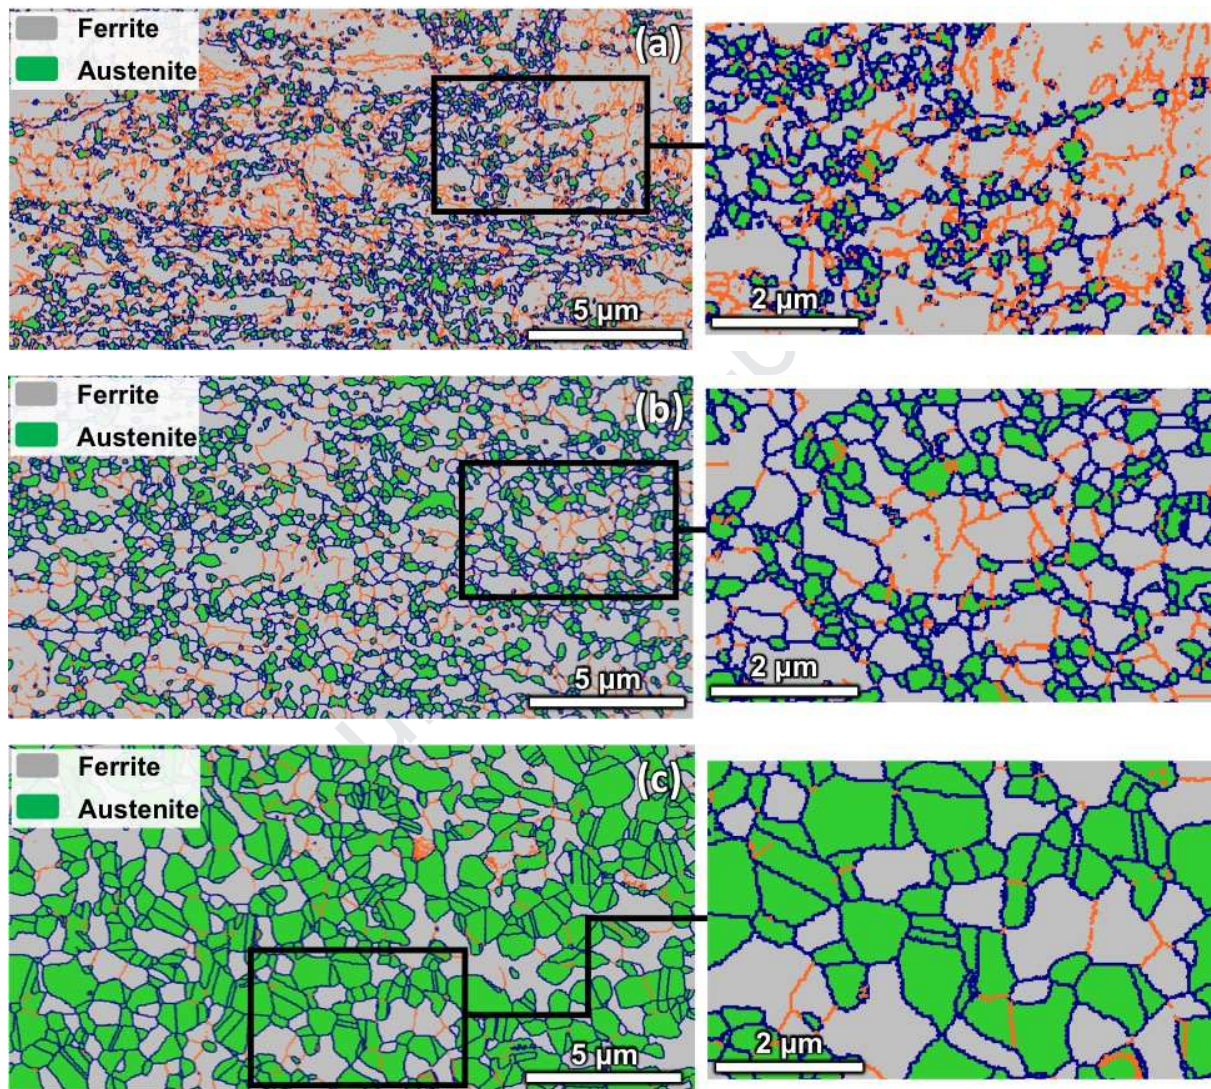 Ferrite
Austenite
(a)
5 µm
2 µm
Ferrite
Austenite
(b)
5 µm
2 µm
Ferrite
Austenite
(c)
5 µm
2 µm